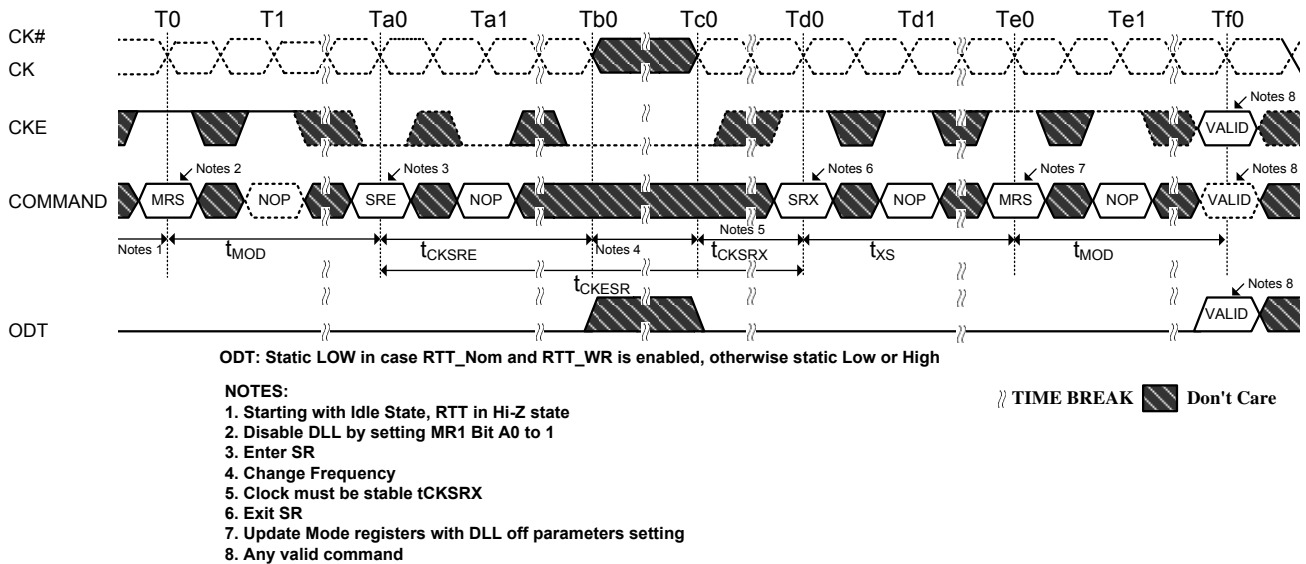 T0 T1 Ta0 Ta1 Tb0 Tc0 Td0 Td1 Te0 Te1 Tf0
CK#
CK
Notes 8
CKE VALID
Notes 2 Notes 3 Notes 6 Notes 7 Notes 8
COMMAND MRS NOP SRE NOP SRX NOP MRS NOP VALID
Notes 1 tMOD tCKSRE Notes 4 Notes 5 tCKSRX tXS tMOD
tCKESR
Notes 8
ODT VALID
ODT: Static LOW in case RTT_Nom and RTT_WR is enabled, otherwise static Low or High
NOTES:
1. Starting with Idle State, RTT in Hi-Z state
2. Disable DLL by setting MR1 Bit A0 to 1
3. Enter SR
4. Change Frequency
5. Clock must be stable tCKSRX
6. Exit SR
7. Update Mode registers with DLL off parameters setting
8. Any valid command
TIME BREAK Don't Care